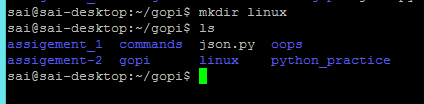 sai@sai-desktop:~/gopi$ mkdir linux
sai@sai-desktop:~/gopi$ ls
assigement_1  commands  json.py  oops
assigement-2  gopi      linux    python_practice
sai@sai-desktop:~/gopi$